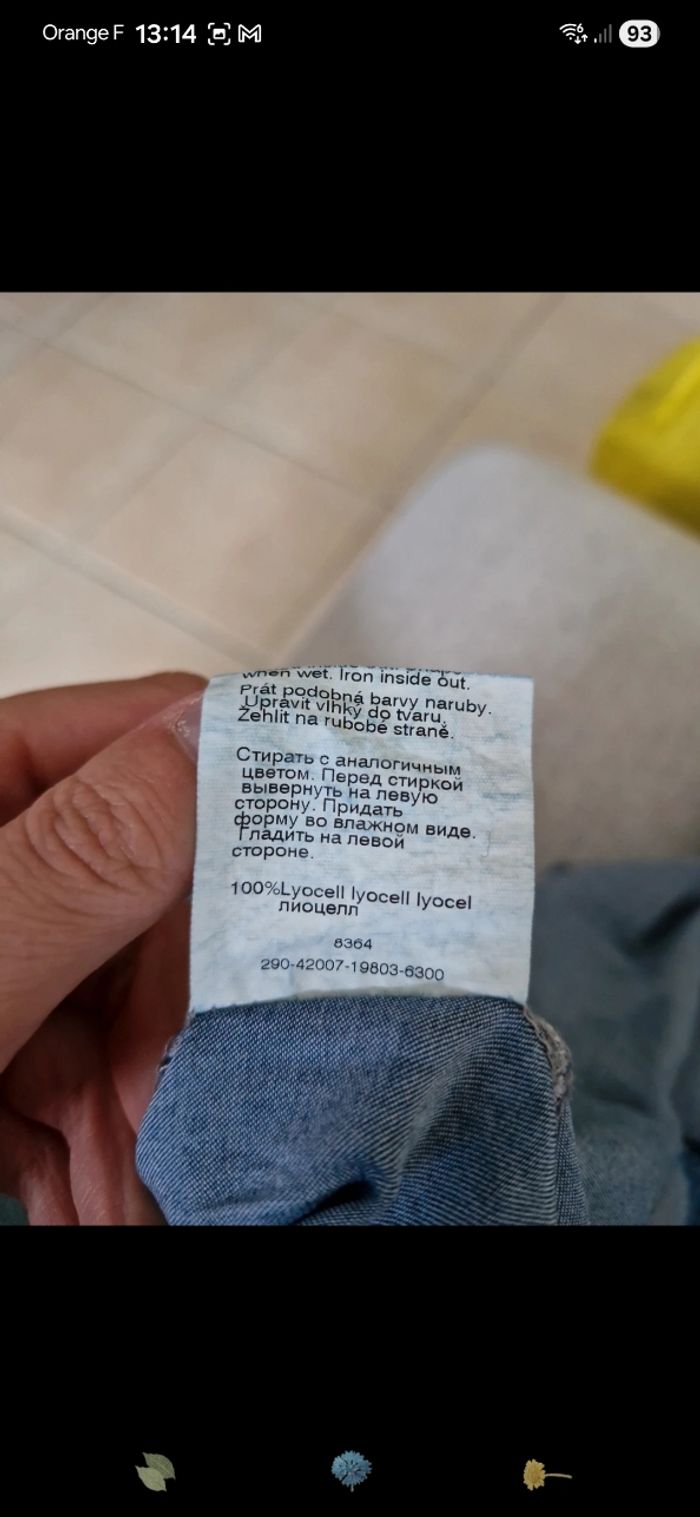 Orange F 13:14
93
when wet. Iron inside out.
Prát podobná barvy naruby.
Upravit vlhký do tvaru.
Žehlit na rubobé straně.
Стирать с аналогичным
цветом. Перед стиркой
вывернуть на левую
сторону. Придать
форму во влажном виде.
Гладить на левой
стороне.
100%Lyocell lyocell lyocel
лиоцелл
8364
290-42007-19803-6300